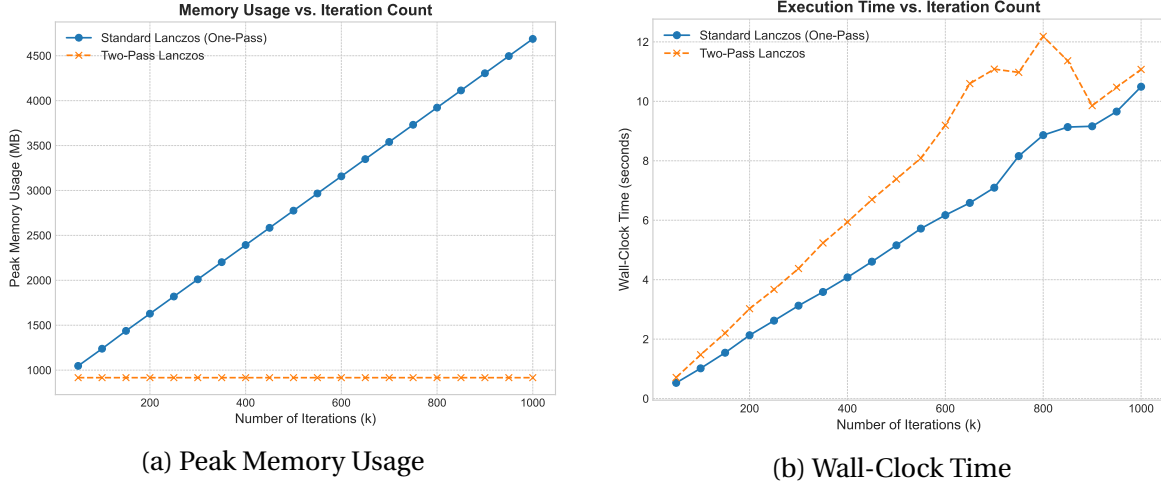 Memory Usage vs. Iteration Count
Standard Lanczos (One-Pass)
Two-Pass Lanczos
Peak Memory Usage (MB)
4500
4000
3500
3000
2500
2000
1500
1000
200
400
600
800
1000
Number of Iterations (k)
(a) Peak Memory Usage
Execution Time vs. Iteration Count
Standard Lanczos (One-Pass)
Two-Pass Lanczos
Wall-Clock Time (seconds)
12
10
8
6
4
2
0
200
400
600
800
1000
Number of Iterations (k)
(b) Wall-Clock Time